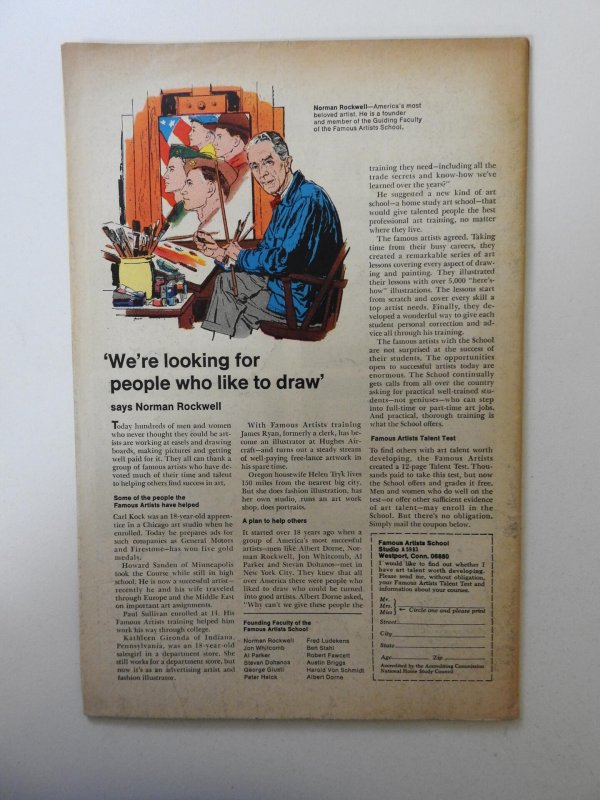 Norman Rockwell—America's most
beloved artist. He is a founder
and member of the Guiding Faculty
of the Famous Artists School.
'We're looking for
people who like to draw'
says Norman Rockwell
Today hundreds of men and women
who never thought they could be art-
ists are working at easels and drawing
boards, making pictures and getting
well paid for it. They all can thank a
group of famous artists who have de-
voted much of their time and talent
to helping others find success in art.
Some of the people the
Famous Artists have helped
Carl Kock was an 18-year-old appren-
tice in a Chicago art studio when he
enrolled. Today he prepares ads for
such companies as General Motors
and Firestone—has won five gold
medals.
Howard Sanden of Minneapolis
took the Course while still in high
school. He is now a successful artist—
recently he and his wife traveled
through Europe and the Middle East
on important art assignments.
Paul Sullivan enrolled at 14. His
Famous Artists training helped him
work his way through college.
Kathleen Gironda of Indiana,
Pennsylvania, was an 18-year-old
salesgirl in a department store. She
still works for a department store, but
now it's as an advertising artist and
fashion illustrator.
With Famous Artists training
James Ryan, formerly a clerk, has be-
come an illustrator at Hughes Air-
craft—and turns out a steady stream
of well-paying free-lance artwork in
his spare time.
Oregon housewife Helen Tryk lives
150 miles from the nearest big city.
But she does fashion illustration, has
her own studio, runs an art work
shop, does portraits.
A plan to help others
It started over 18 years ago when a
group of America's most successful
artists—men like Albert Dorne, Nor-
man Rockwell, Jon Whitcomb, Al
Parker and Stevan Dohanos—met in
New York City. They knew that all
over America there were people who
liked to draw who could be turned
into good artists. Albert Dorne asked,
"Why can't we give these people the
Founding Faculty of the
Famous Artists School
Norman Rockwell
Jon Whitcomb
Al Parker
Stevan Dohanos
George Giusti
Peter Helck
Fred Ludekens
Ben Stahl
Robert Fawcett
Austin Briggs
Harold Von Schmidt
Albert Dorne
training they need—including all the
trade secrets and know-how we've
learned over the years?"
He suggested a new kind of art
school—a home study art school—that
would give talented people the best
professional art training, no matter
where they live.
The famous artists agreed. Taking
time from their busy careers, they
created a remarkable series of art
lessons covering every aspect of draw-
ing and painting. They illustrated
their lessons with over 5,000 "here's-
how" illustrations. The lessons start
from scratch and cover every skill a
top artist needs. Finally, they de-
veloped a wonderful way to give each
student personal correction and ad-
vice all through his training.
The famous artists with the School
are not surprised at the success of
their students. The opportunities
open to successful artists today are
enormous. The School continually
gets calls from all over the country
asking for practical well-trained stu-
dents—not geniuses—who can step
into full-time or part-time art jobs.
And practical, thorough training is
what the School offers.
Famous Artists Talent Test
To find others with art talent worth
developing, the Famous Artists
created a 12-page Talent Test. Thou-
sands paid to take this test, but now
the School offers and grades it free.
Men and women who do well on the
test—or offer other sufficient evidence
of art talent—may enroll in the
School. But there's no obligation.
Simply mail the coupon below.
Famous Artists School
Studio
Westport, Conn. 06880
I would like to find out whether I
have art talent worth developing.
Please send me, without obligation,
your Famous Artists Talent Test and
information about your courses.
Mr.
Mrs.
Miss
← Circle one and please print
Street
City
State
Age Zip
Accredited by the Accrediting Commission
National Home Study Council